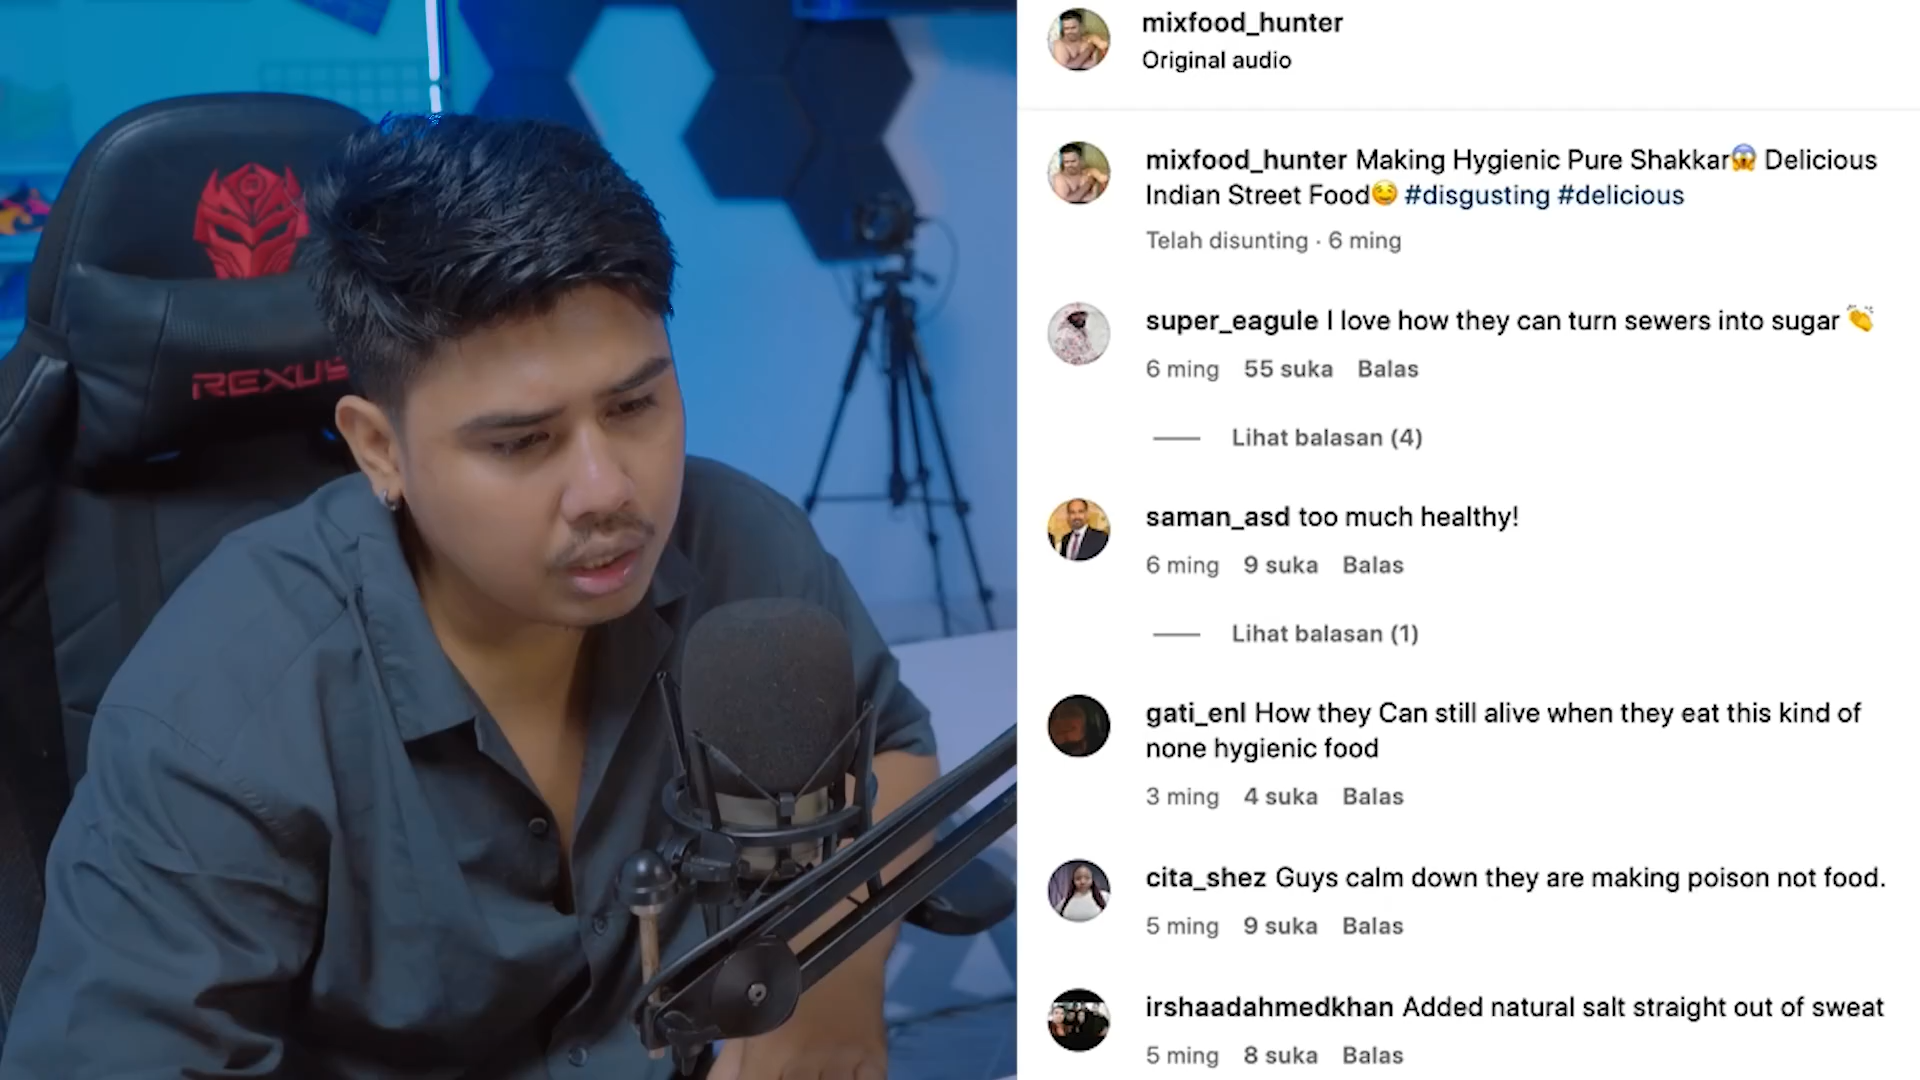 REXUS
mixfood_hunter
Original audio
mixfood_hunter Making Hygienic Pure Shakkar😱 Delicious
Indian Street Food😋 #disgusting #delicious
Telah disunting · 6 ming
super_eagule I love how they can turn sewers into sugar 👏
6 ming 55 suka Balas
Lihat balasan (4)
saman_asd too much healthy!
6 ming 9 suka Balas
Lihat balasan (1)
gati_enl How they Can still alive when they eat this kind of
none hygienic food
3 ming 4 suka Balas
cita_shez Guys calm down they are making poison not food.
5 ming 9 suka Balas
irshaadahmedkhan Added natural salt straight out of sweat
5 ming 8 suka Balas